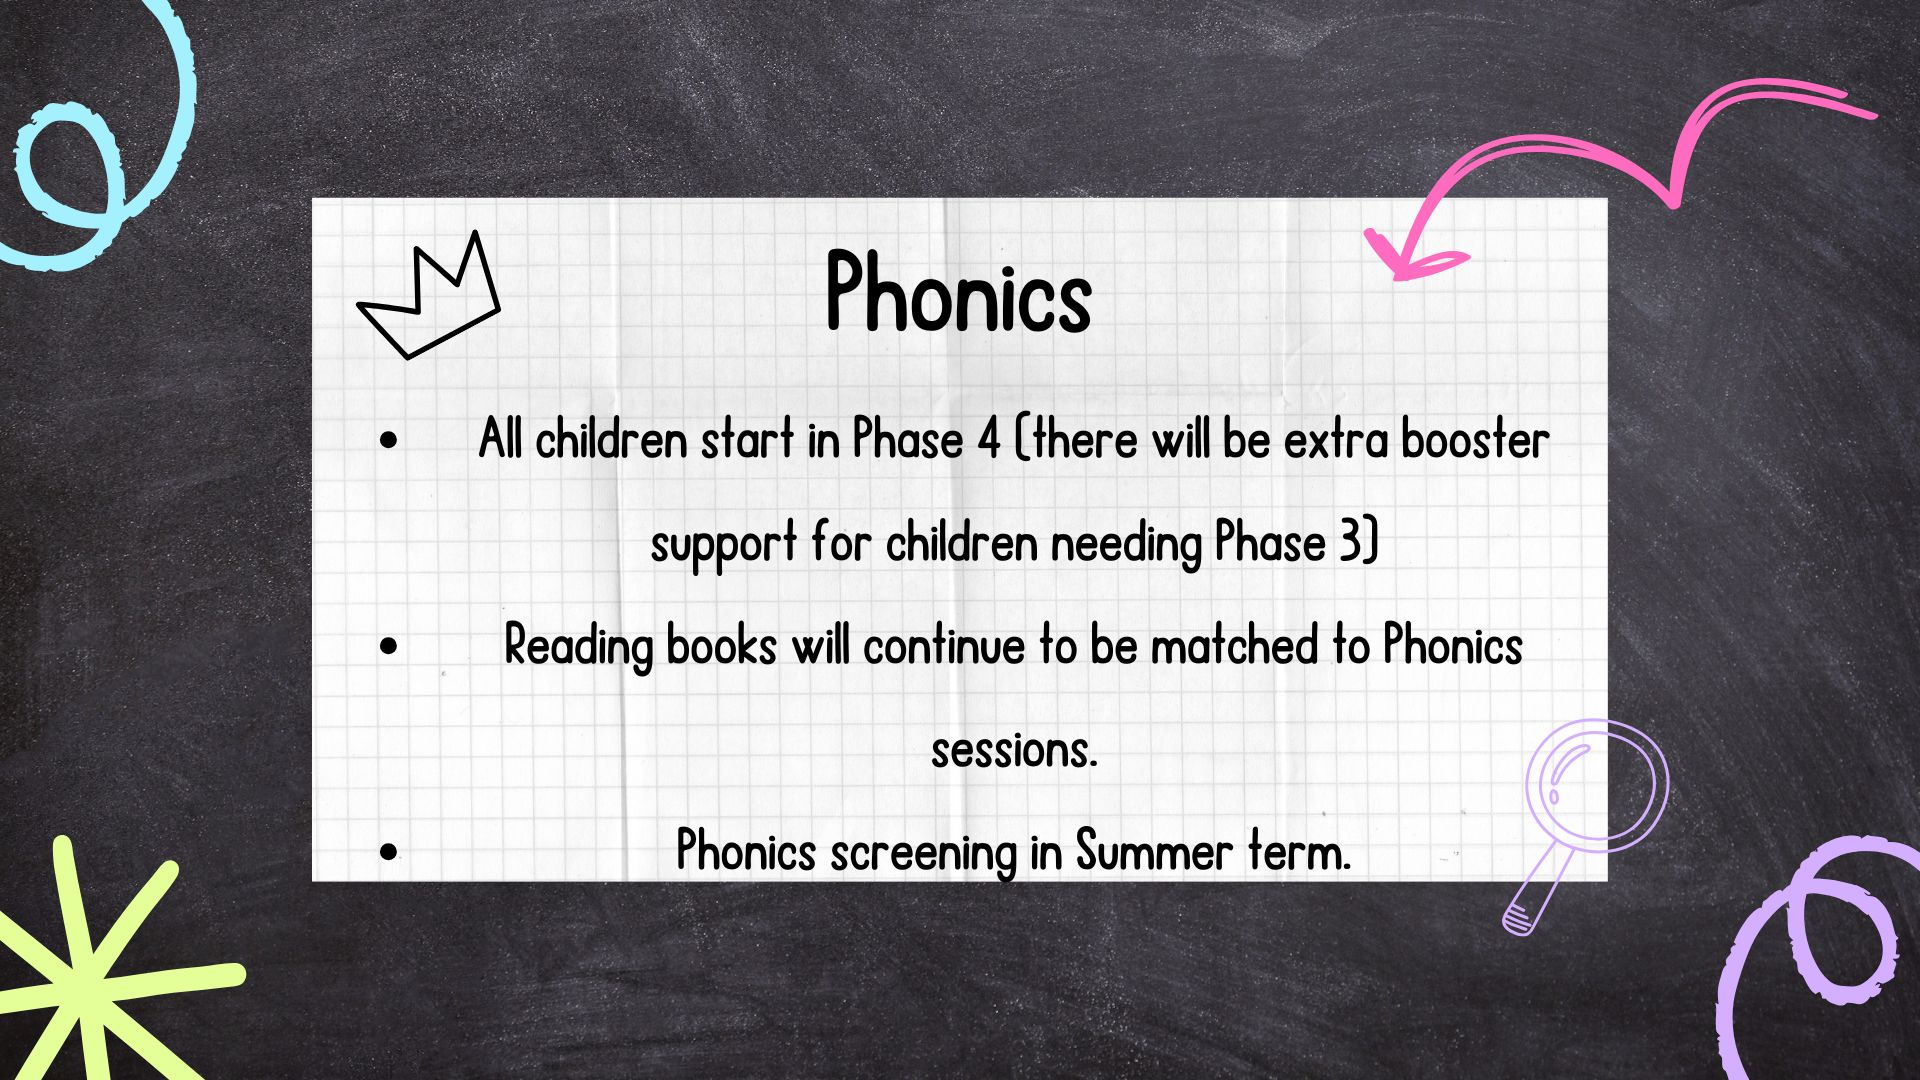 Phonics
• All children start in Phase 4 (there will be extra booster
support for children needing Phase 3)
• Reading books will continue to be matched to Phonics
sessions.
• Phonics screening in Summer term.